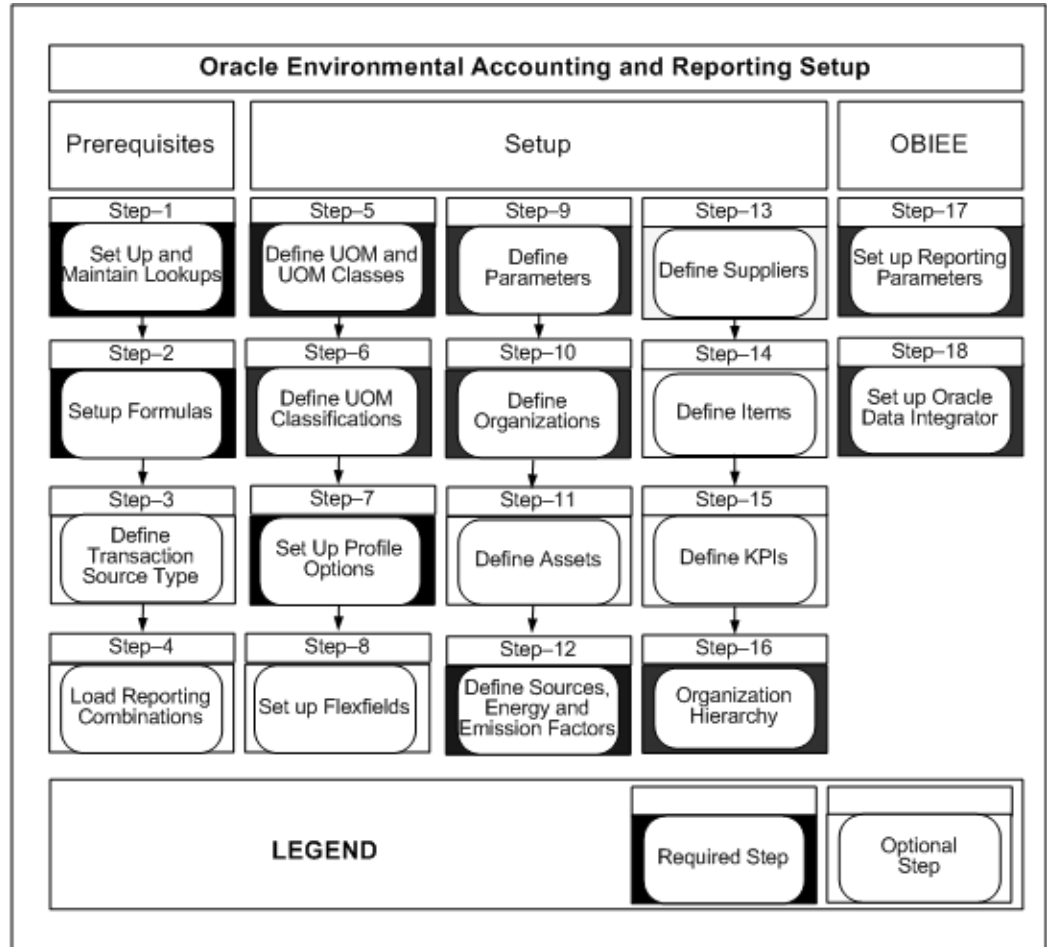 Oracle Environmental Accounting and Reporting Setup
Prerequisites
Setup
OBIEE
Step–1
Set Up and
Maintain Lookups
Step–2
Setup Formulas
Step–3
Define
Transaction
Source Type
Step–4
Load Reporting
Combinations
Step–5
Define UOM and
UOM Classes
Step–6
Define UOM
Classifications
Step–7
Set Up Profile
Options
Step–8
Set up Flexfields
Step–9
Define
Parameters
Step–10
Define
Organizations
Step–11
Define Assets
Step–12
Define Sources,
Energy and
Emission Factors
Step–13
Define Suppliers
Step–14
Define Items
Step–15
Define KPIs
Step–16
Organization
Hierarchy
Step–17
Set up Reporting
Parameters
Step–18
Set up Oracle
Data Integrator
LEGEND
Required Step
Optional
Step